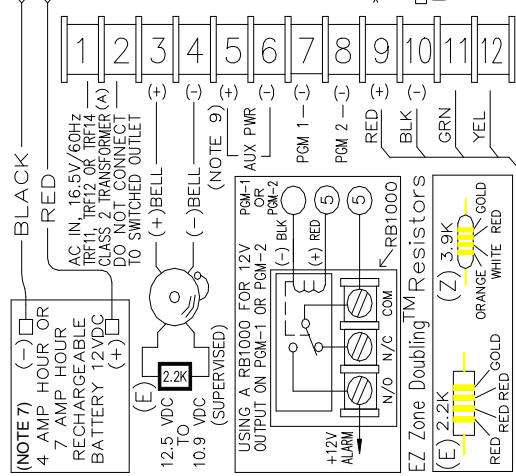 1 2 3 4 5 6 7 8 9 10 11 12
BLACK
RED
AC IN, 16.5V/60Hz
TRF11, TRF12 OR TRF14
CLASS 2 TRANSFORMER (A)
DO NOT CONNECT
TO SWITCHED OUTLET
(+) (-) (+) (-) (-) (-) (+) (-)
(+)BELL
(-)BELL
(NOTE 9)
AUX PWR
PGM 1
PGM 2
RED
BLK
GRN
YEL
(NOTE 7) (-)
4 AMP HOUR OR
7 AMP HOUR
RECHARGEABLE
BATTERY 12VDC
(+)
(E)
2.2K
12.5 VDC
TO
10.9 VDC
(SUPERVISED)
USING A RB1000 FOR 12V
OUTPUT ON PGM-1 OR PGM-2
PGM-1
OR
PGM-2
(-) BLK
(+) RED
5
5
RB1000
N/O N/C COM
+12V
ALARM
EZ Zone Doubling™ Resistors
(E) 2.2K
RED RED RED GOLD
(Z) 3.9K
ORANGE WHITE RED GOLD